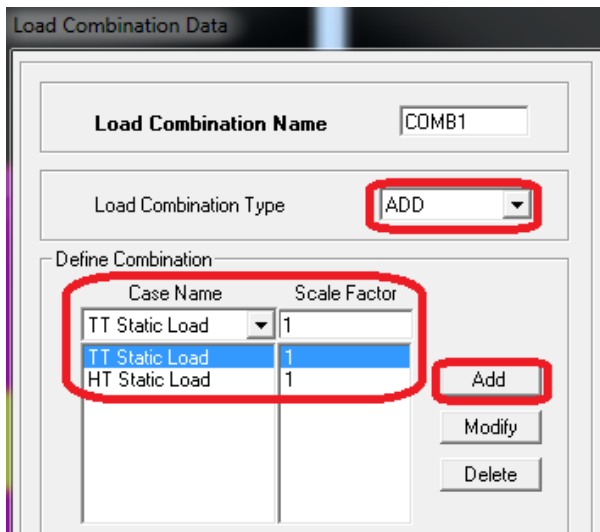 Load Combination Data
Load Combination Name COMB1
Load Combination Type ADD
Define Combination
Case Name Scale Factor
TT Static Load 1
TT Static Load 1
HT Static Load 1
Add
Modify
Delete